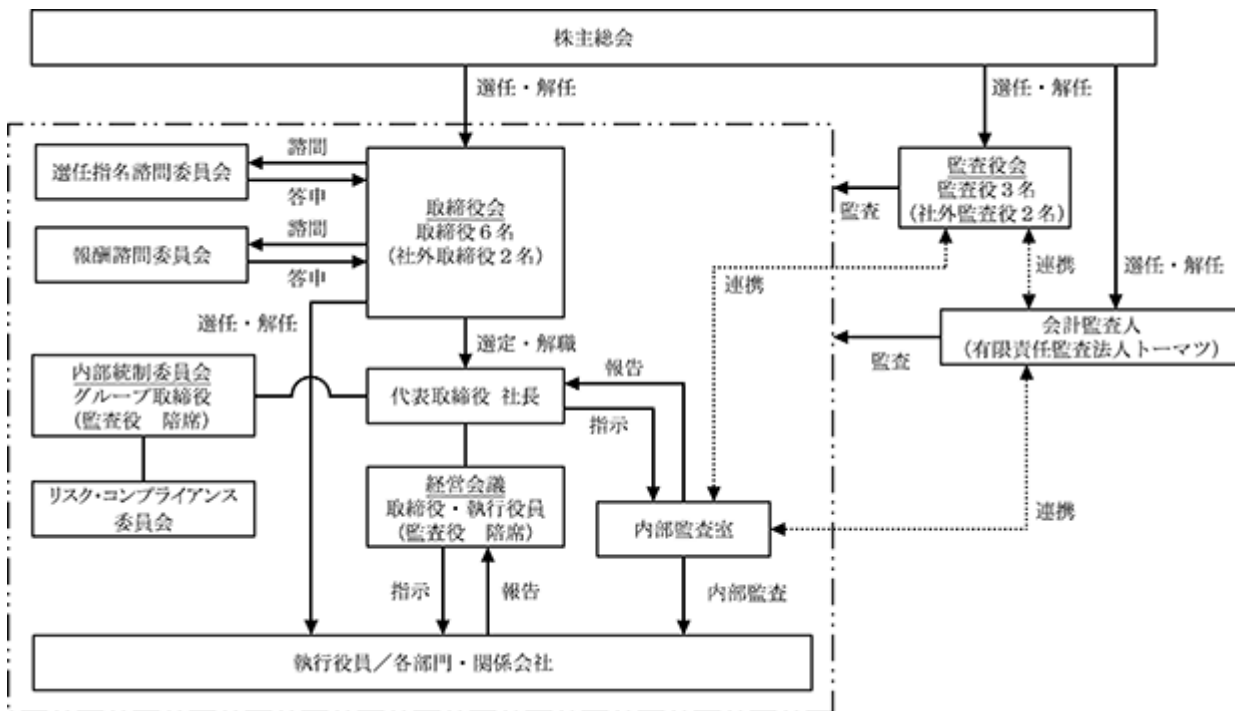 株主総会
選任・解任
選任・解任
選任・解任
選任指名諮問委員会
諮問
答申
報酬諮問委員会
諮問
答申
取締役会
取締役6名
(社外取締役2名)
監査役会
監査役3名
(社外監査役2名)
監査
連携
連携
会計監査人
(有限責任監査法人トーマツ)
監査
選任・解任
選定・解職
内部統制委員会
グループ取締役
(監査役 陪席)
代表取締役 社長
報告
指示
リスク・コンプライアンス
委員会
経営会議
取締役・執行役員
(監査役 陪席)
内部監査室
連携
指示
報告
内部監査
執行役員/各部門・関係会社